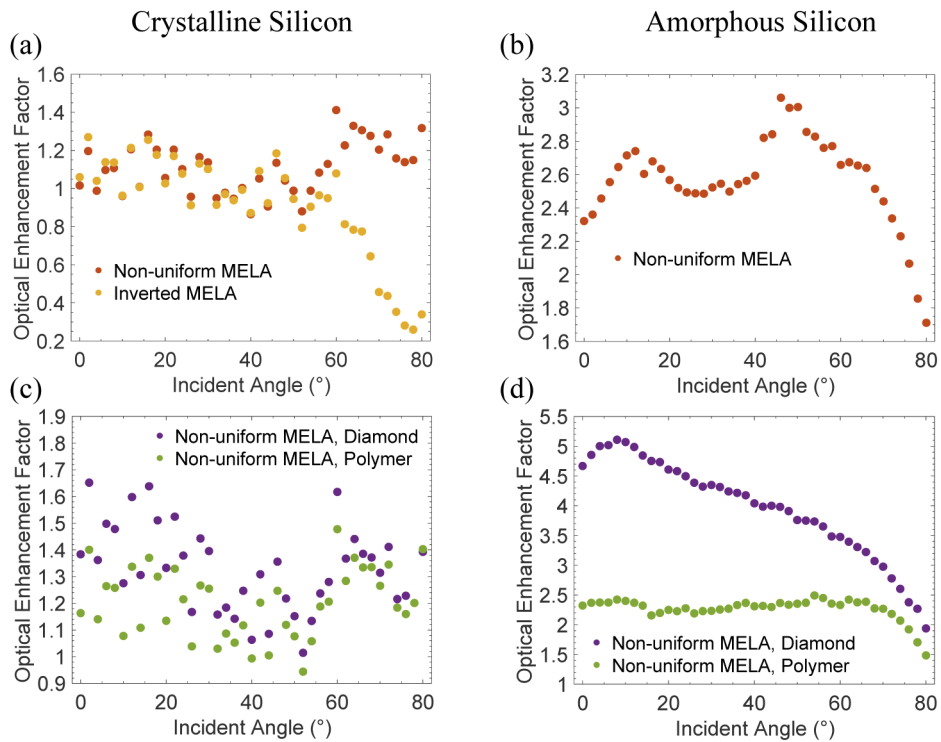 Crystalline Silicon
Amorphous Silicon
(a)
(b)
Optical Enhancement Factor
1.6
1.4
1.2
1
0.8
0.6
0.4
0.2
Non-uniform MELA
Inverted MELA
0
20
40
60
80
Incident Angle (°)
Optical Enhancement Factor
3.2
3
2.8
2.6
2.4
2.2
2
1.8
1.6
Non-uniform MELA
0
20
40
60
80
Incident Angle (°)
(c)
(d)
Optical Enhancement Factor
1.9
1.8
1.7
1.6
1.5
1.4
1.3
1.2
1.1
1
0.9
Non-uniform MELA, Diamond
Non-uniform MELA, Polymer
0
20
40
60
80
Incident Angle (°)
Optical Enhancement Factor
5.5
5
4.5
4
3.5
3
2.5
2
1.5
1
Non-uniform MELA, Diamond
Non-uniform MELA, Polymer
0
20
40
60
80
Incident Angle (°)